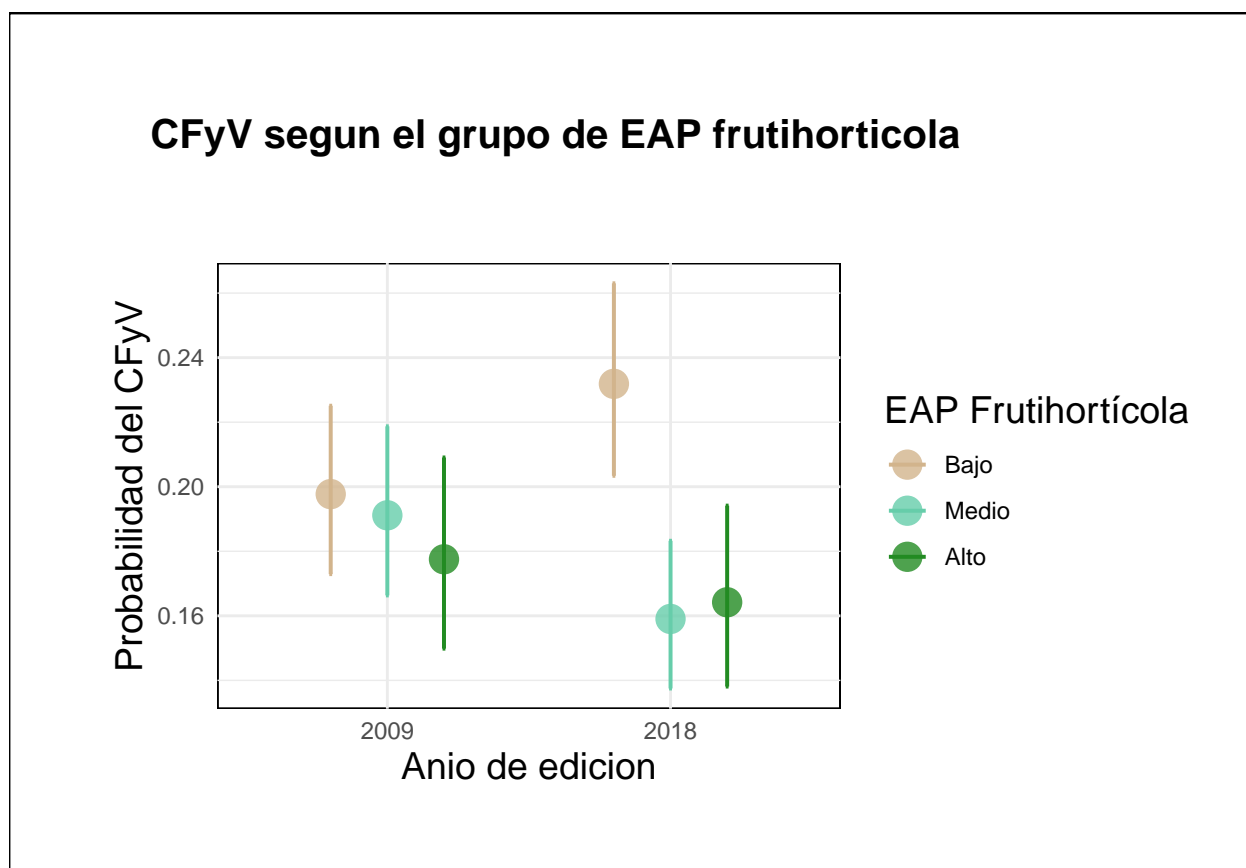 CFyV segun el grupo de EAP frutihorticola
Probabilidad del CFyV
0.24
0.20
0.16
2009
2018
Anio de edicion
EAP Frutihortícola
Bajo
Medio
Alto